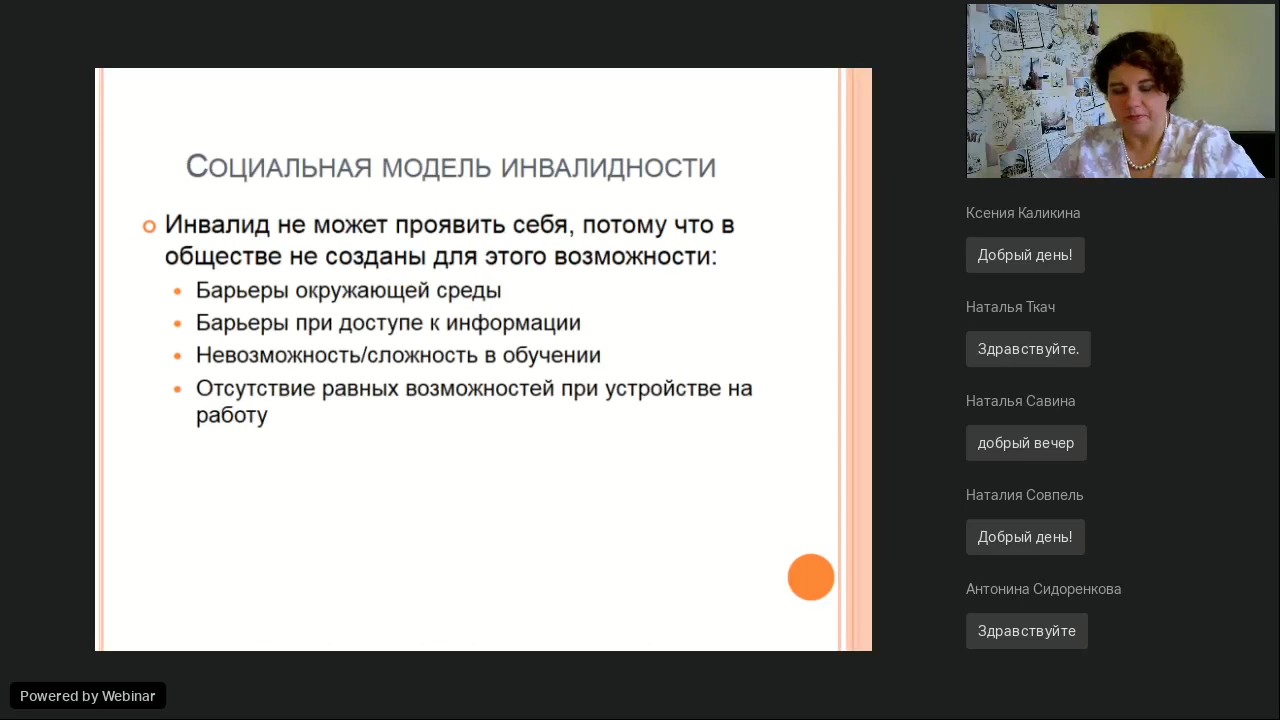 Социальная модель инвалидности
Инвалид не может проявить себя, потому что в
обществе не созданы для этого возможности:
Барьеры окружающей среды
Барьеры при доступе к информации
Невозможность/сложность в обучении
Отсутствие равных возможностей при устройстве на
работу
Ксения Каликина
Добрый день!
Наталья Ткач
Здравствуйте.
Наталья Савина
добрый вечер
Наталия Совпель
Добрый день!
Антонина Сидоренкова
Здравствуйте
Powered by Webinar